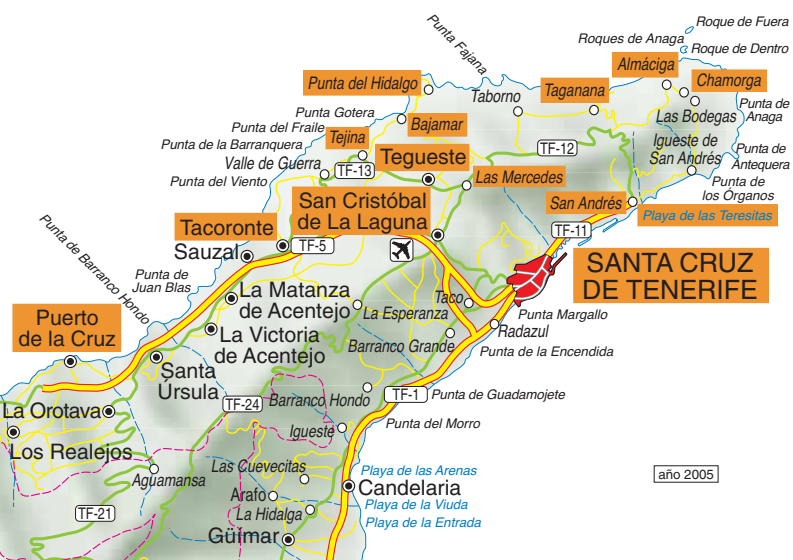 Roque de Fuera
Punta Fajana
Roques de Anaga
Roque de Dentro
Almáciga
Chamorga
Punta del Hidalgo
Taganana
Taborno
Punta de
Anaga
Las Bodegas
Punta Gotera
Bajamar
Punta del Fraile
Tejina
Punta de la Barranquera
TF-12
Igueste de
San Andrés
Punta de
Antequera
Valle de Guerra
TF-13
Tegueste
Punta del Viento
Las Mercedes
Punta de
los Órganos
San Cristóbal
de La Laguna
San Andrés
Playa de las Teresitas
Tacoronte
TF-5
TF-11
Sauzal
Punta de Barranco Hondo
Punta de
Juan Blas
SANTA CRUZ
DE TENERIFE
La Matanza
de Acentejo
Taco
La Esperanza
Punta Margallo
Puerto
de la Cruz
La Victoria
de Acentejo
Radazul
Barranco Grande
Punta de la Encendida
Santa
Úrsula
TF-24
Barranco Hondo
TF-1
Punta de Guadamojete
La Orotava
Punta del Morro
Igueste
Los Realejos
Las Cuevecitas
Playa de las Arenas
año 2005
Aguamansa
Arafo
Candelaria
Playa de la Viuda
La Hidalga
TF-21
Playa de la Entrada
Güímar